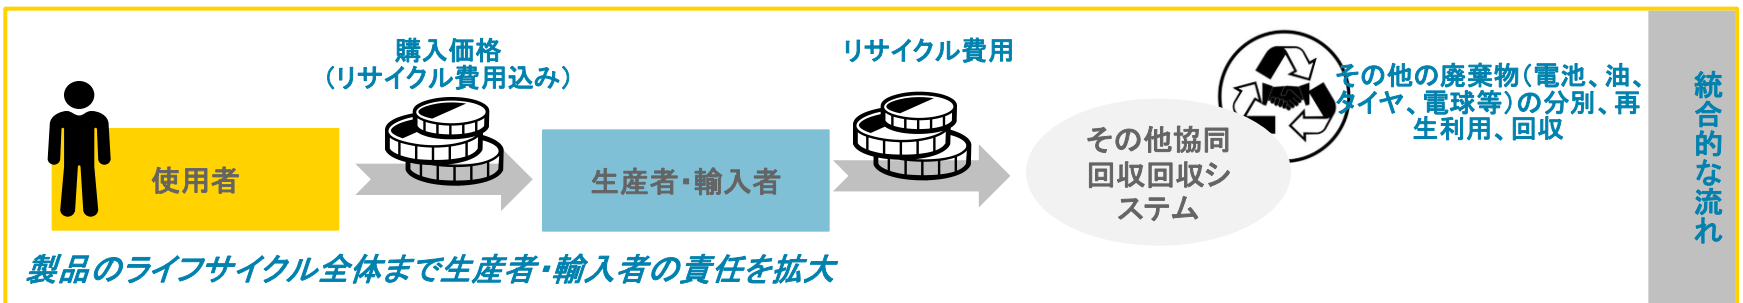 購入価格
（リサイクル費用込み）
リサイクル費用
その他の廃棄物（電池、油、
タイヤ、電球等）の分別、再
生利用、回収
使用者
生産者・輸入者
その他協同
回収回収シ
ステム
統合的な流れ
製品のライフサイクル全体まで生産者・輸入者の責任を拡大